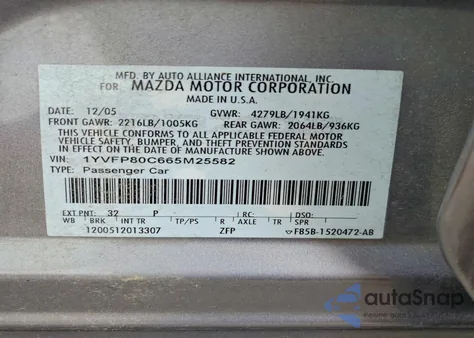 MFD. BY AUTO ALLIANCE INTERNATIONAL, INC.
FOR MAZDA MOTOR CORPORATION
MADE IN U.S.A.
DATE: 12/05 GVWR: 4279LB/1941KG
FRONT GAWR: 2216LB/1005KG REAR GAWR: 2064LB/936KG
THIS VEHICLE CONFORMS TO ALL APPLICABLE FEDERAL MOTOR
VEHICLE SAFETY, BUMPER, AND THEFT PREVENTION STANDARDS
IN EFFECT ON THE DATE OF MANUFACTURE SHOWN ABOVE.
VIN: 1YVFP80C665M25582
TYPE: Passenger Car
EXT.PNT: 32 P RC: DSO:
WB BRK INT TR TP/PS R AXLE TR SPR
1200512013307 ZFP FB5B-1520472-AB
autoSnap